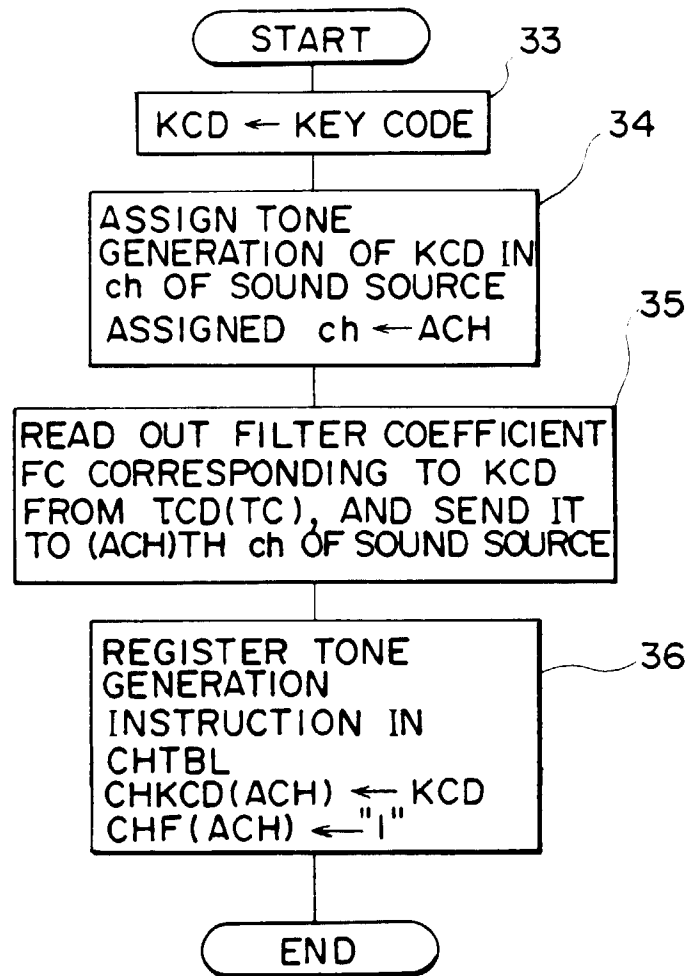 START
33
KCD ← KEY CODE
34
ASSIGN TONE
GENERATION OF KCD IN
ch OF SOUND SOURCE
ASSIGNED ch ← ACH
35
READ OUT FILTER COEFFICIENT
FC CORRESPONDING TO KCD
FROM TCD(TC), AND SEND IT
TO (ACH)TH ch OF SOUND SOURCE
36
REGISTER TONE
GENERATION
INSTRUCTION IN
CHTBL
CHKCD(ACH) ← KCD
CHF(ACH) ← "1"
END